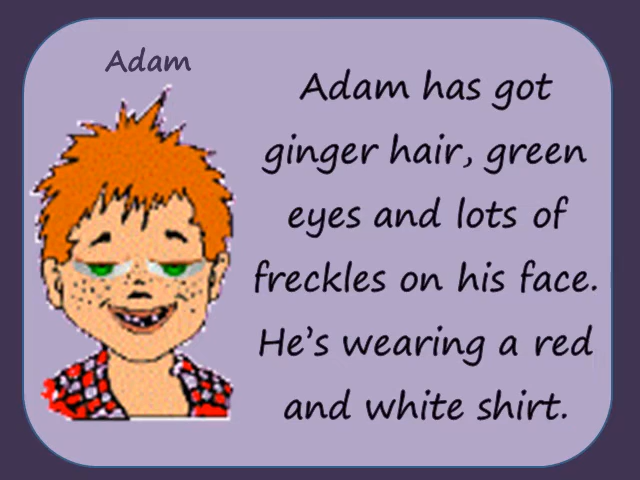 Adam
Adam has got
ginger hair, green
eyes and lots of
freckles on his face.
He's wearing a red
and white shirt.